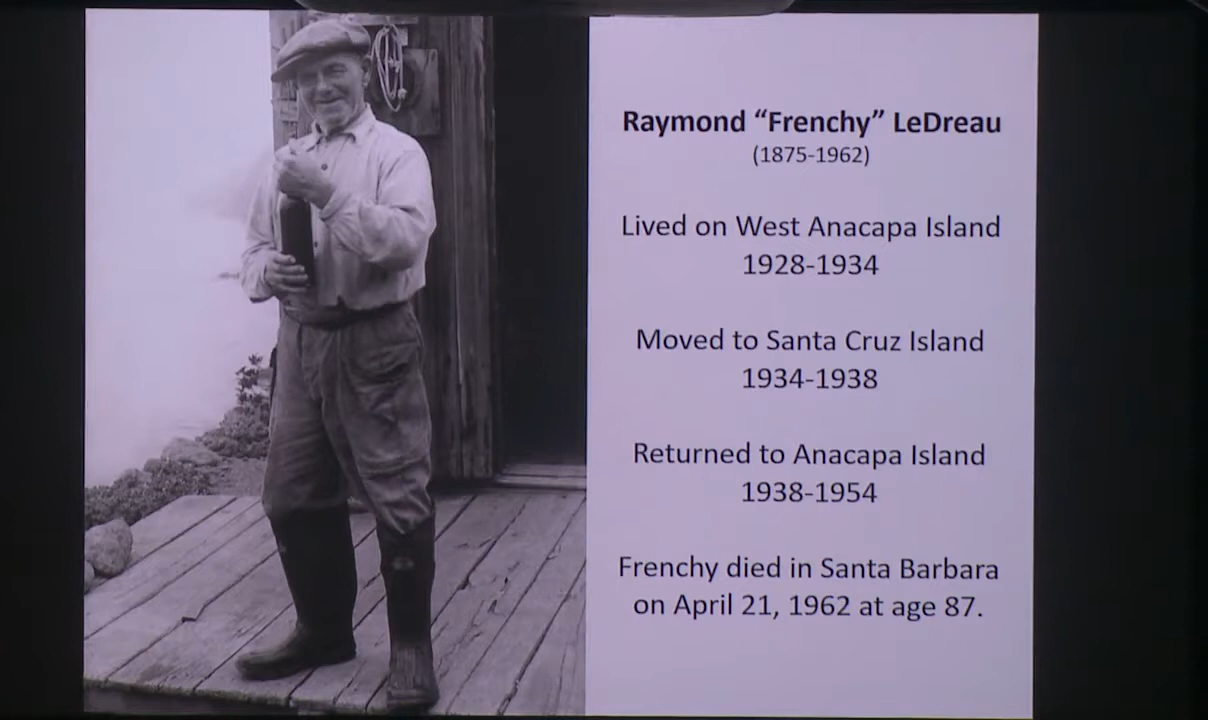 Raymond “Frenchy” LeDreau
(1875-1962)
Lived on West Anacapa Island
1928-1934
Moved to Santa Cruz Island
1934-1938
Returned to Anacapa Island
1938-1954
Frenchy died in Santa Barbara
on April 21, 1962 at age 87.